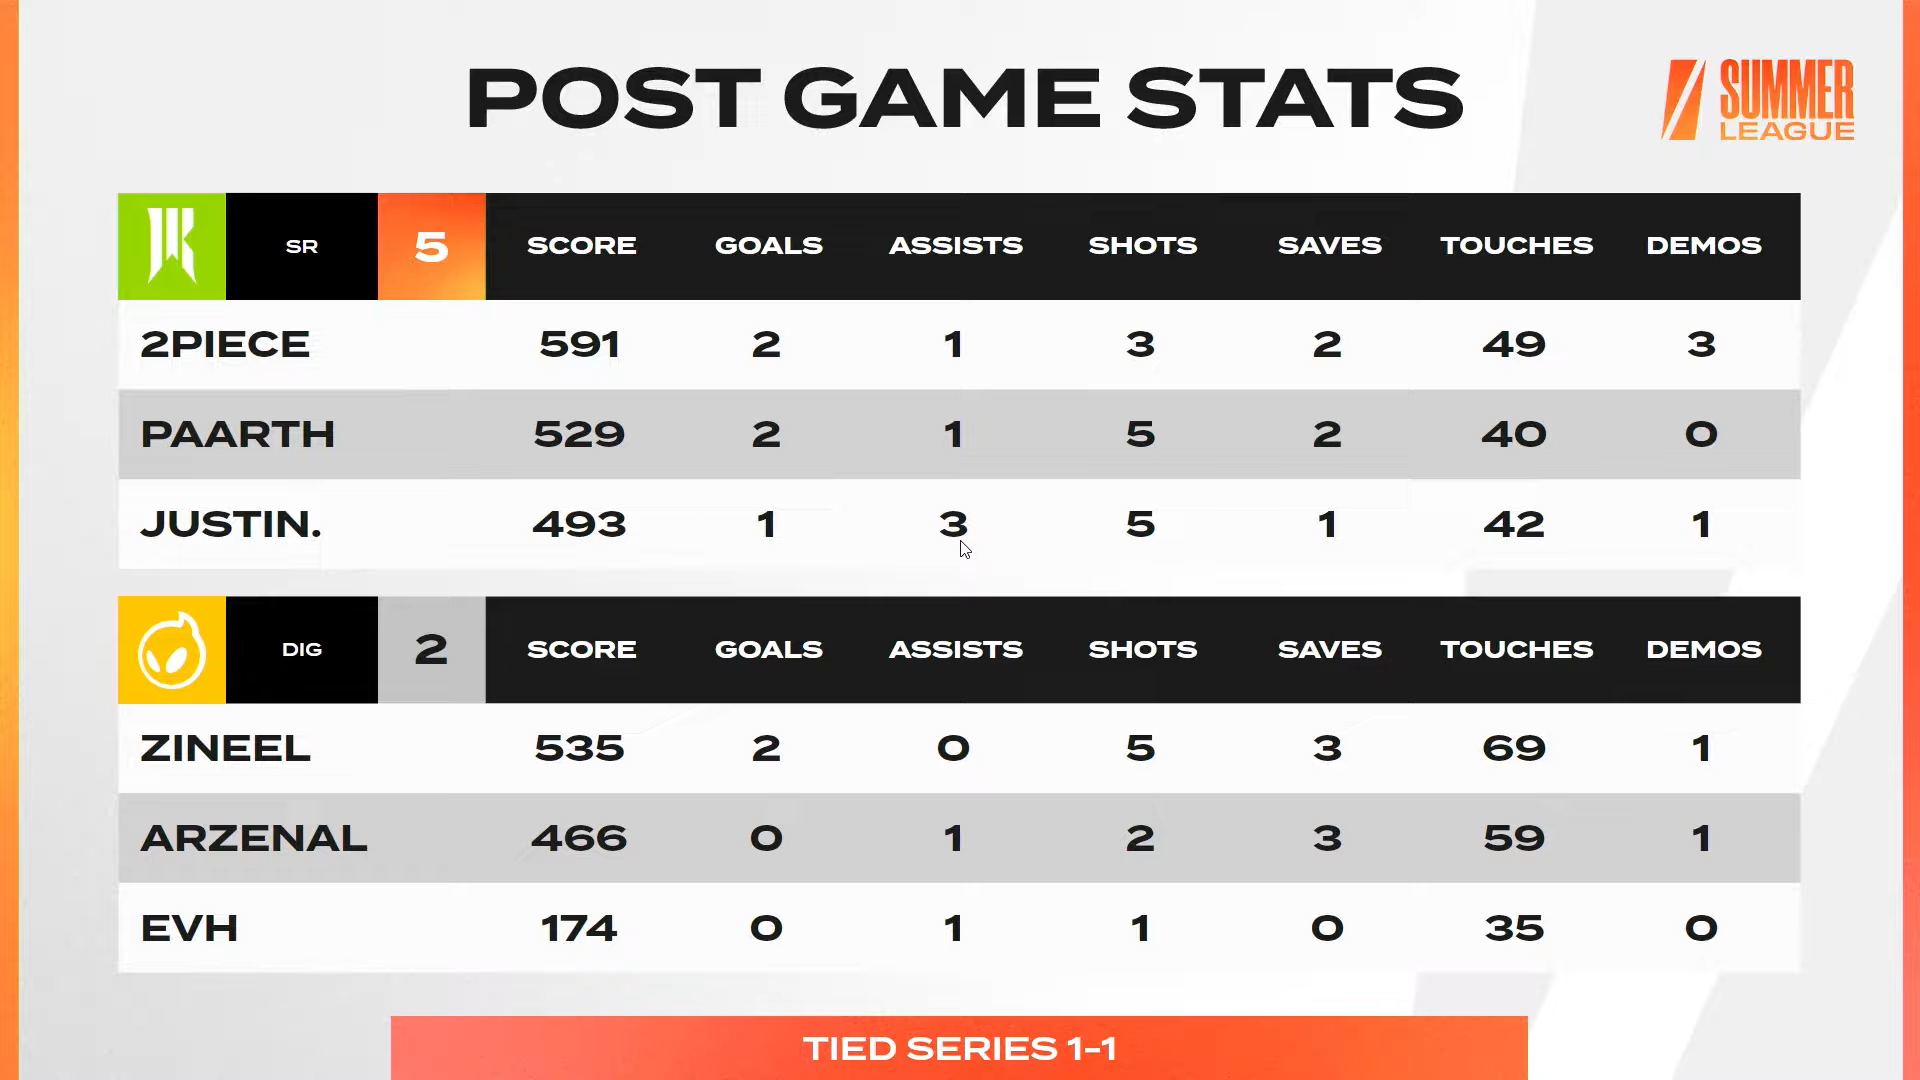 POST GAME STATS
SUMMER
LEAGUE
SR 5 SCORE GOALS ASSISTS SHOTS SAVES TOUCHES DEMOS
2PIECE 591 2 1 3 2 49 3
PAARTH 529 2 1 5 2 40 0
JUSTIN. 493 1 3 5 1 42 1
DIG 2 SCORE GOALS ASSISTS SHOTS SAVES TOUCHES DEMOS
ZINEEL 535 2 0 5 3 69 1
ARZENAL 466 0 1 2 3 59 1
EVH 174 0 1 1 0 35 0
TIED SERIES 1-1